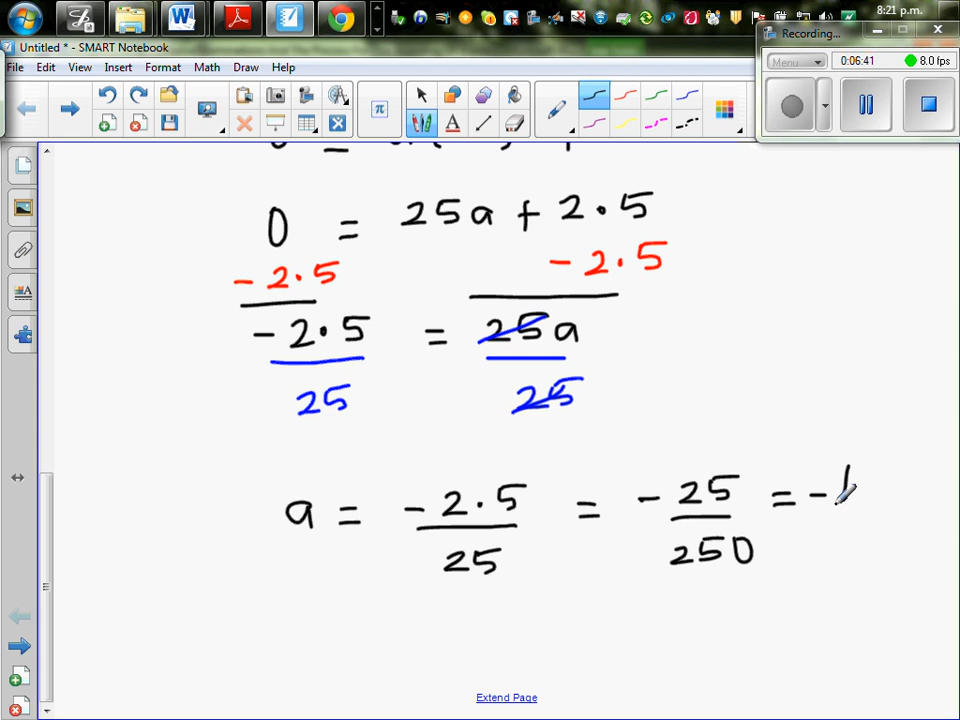 8:21 p.m.
Untitled * - SMART Notebook
File Edit View Insert Format Math Draw Help
Recording...
Menu 0:06:41 8.0 fps
0 = 25a + 2.5
- 2.5 - 2.5
- 2.5 = 25a
25 25
a = - 2.5 = - 25 = - 1
25 250
Extend Page